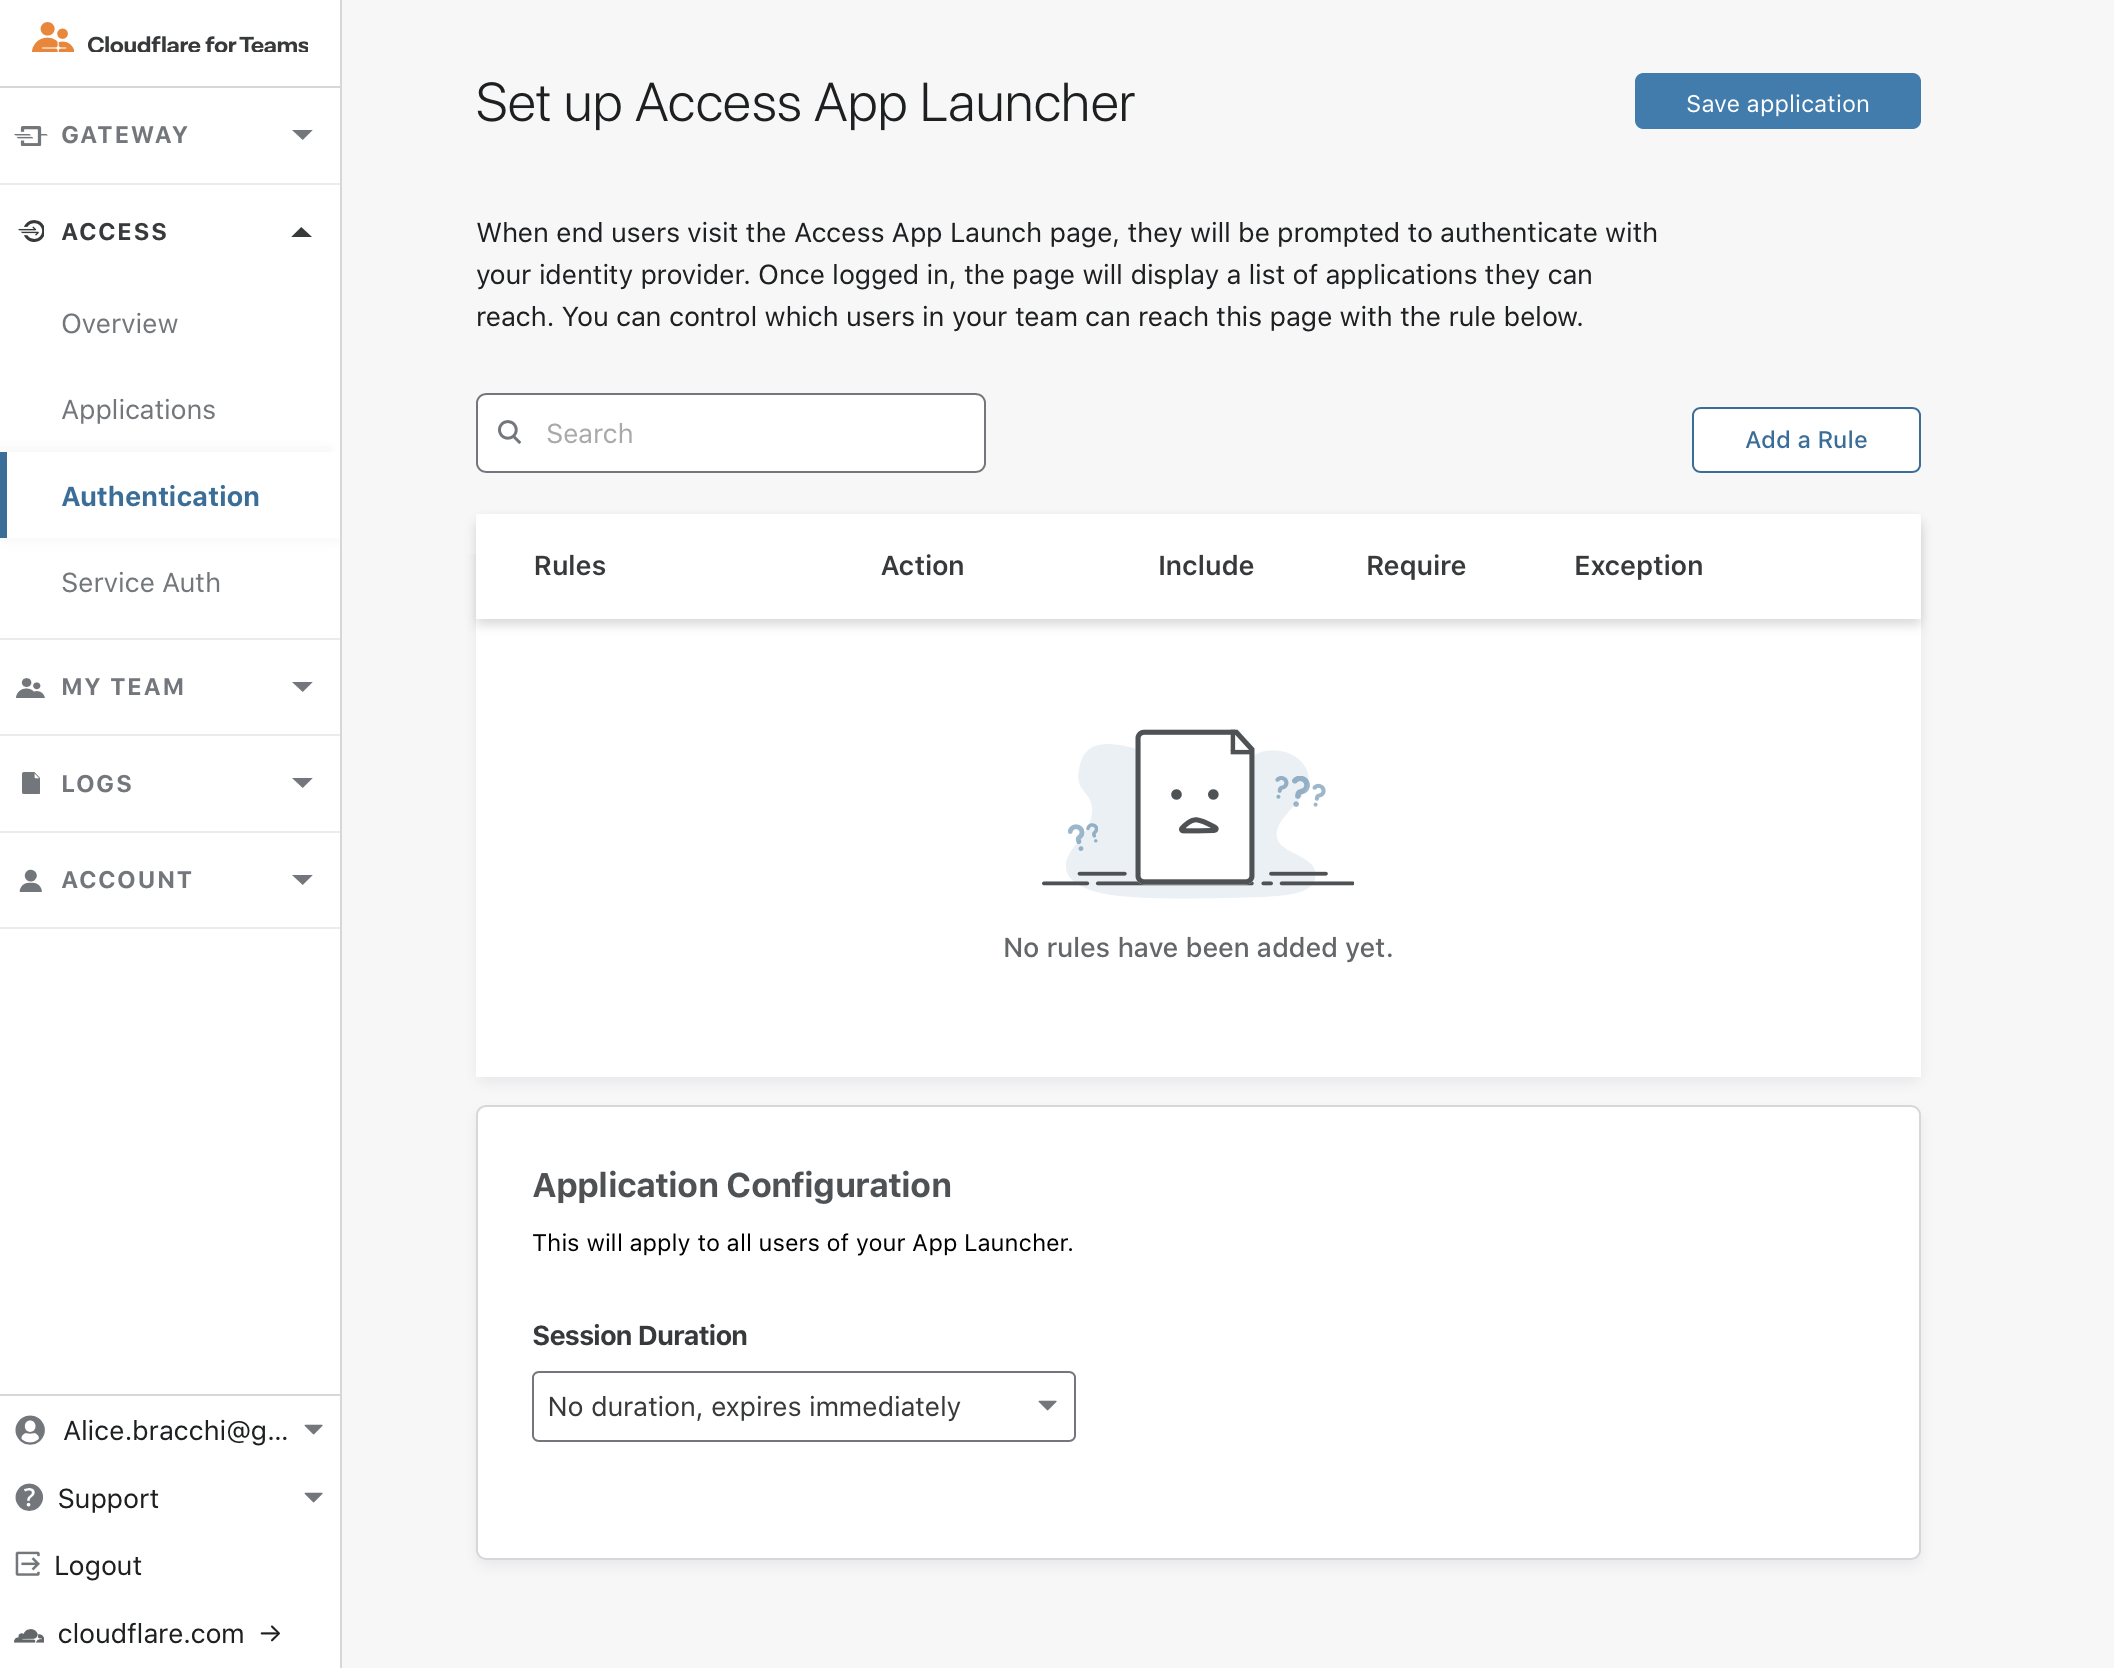 Cloudflare for Teams
GATEWAY
ACCESS
Overview
Applications
Authentication
Service Auth
MY TEAM
LOGS
ACCOUNT
Alice.bracchi@g...
Support
Logout
cloudflare.com →
Set up Access App Launcher
Save application
When end users visit the Access App Launch page, they will be prompted to authenticate with
your identity provider. Once logged in, the page will display a list of applications they can
reach. You can control which users in your team can reach this page with the rule below.
Search
Add a Rule
Rules Action Include Require Exception
???
??
No rules have been added yet.
Application Configuration
This will apply to all users of your App Launcher.
Session Duration
No duration, expires immediately